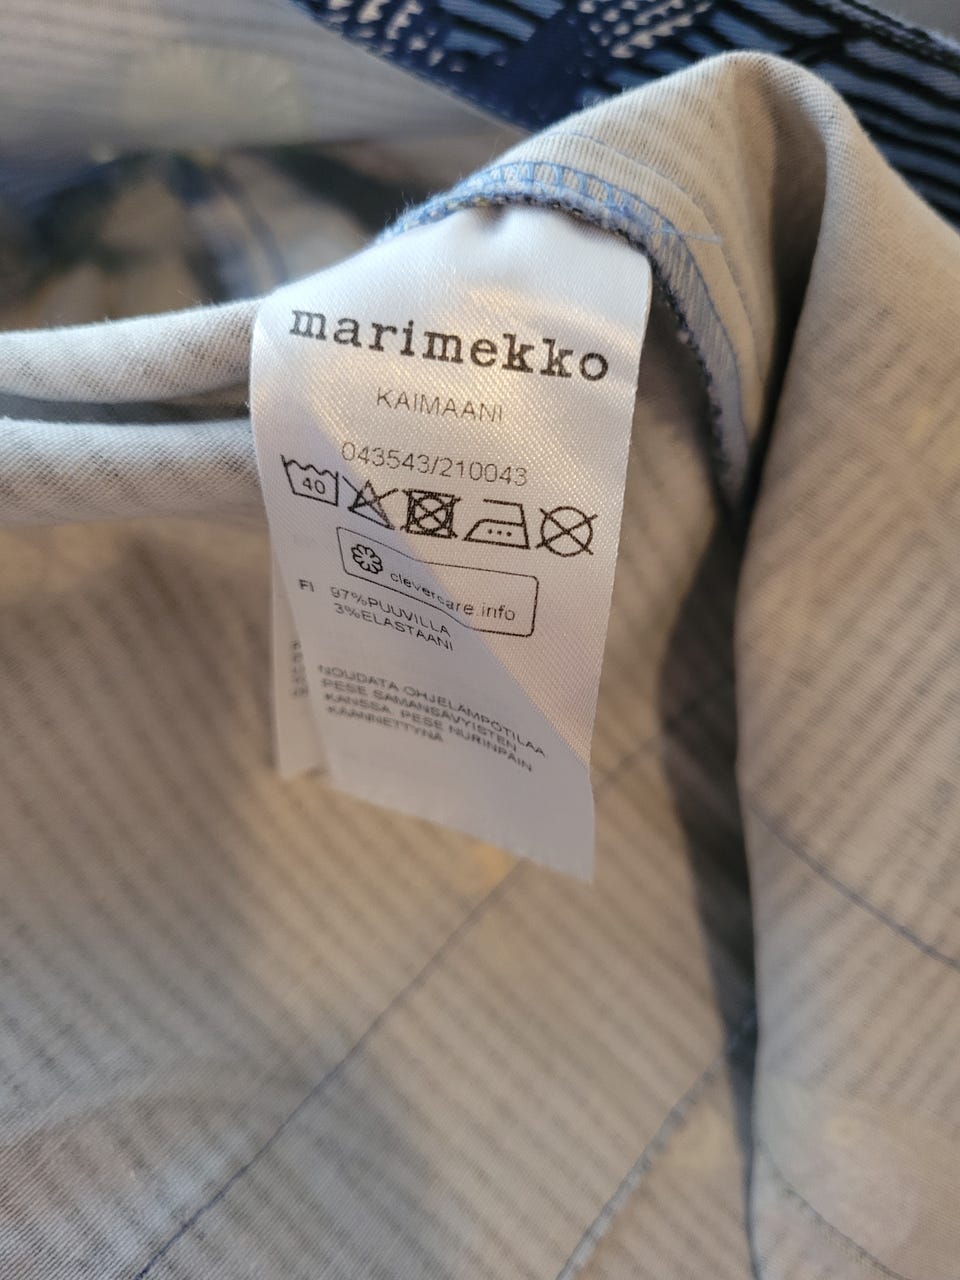 marimekko
KAIMAANI
043543/210043
40
clevercare.info
FI 97%PUUVILLA
3%ELASTAANI
NOUDATA OHJELÄMPÖTILAA.
PESE SAMANSÄVYISTEN
KANSSA. PESE NURINPÄIN
KÄÄNNETTYNÄ